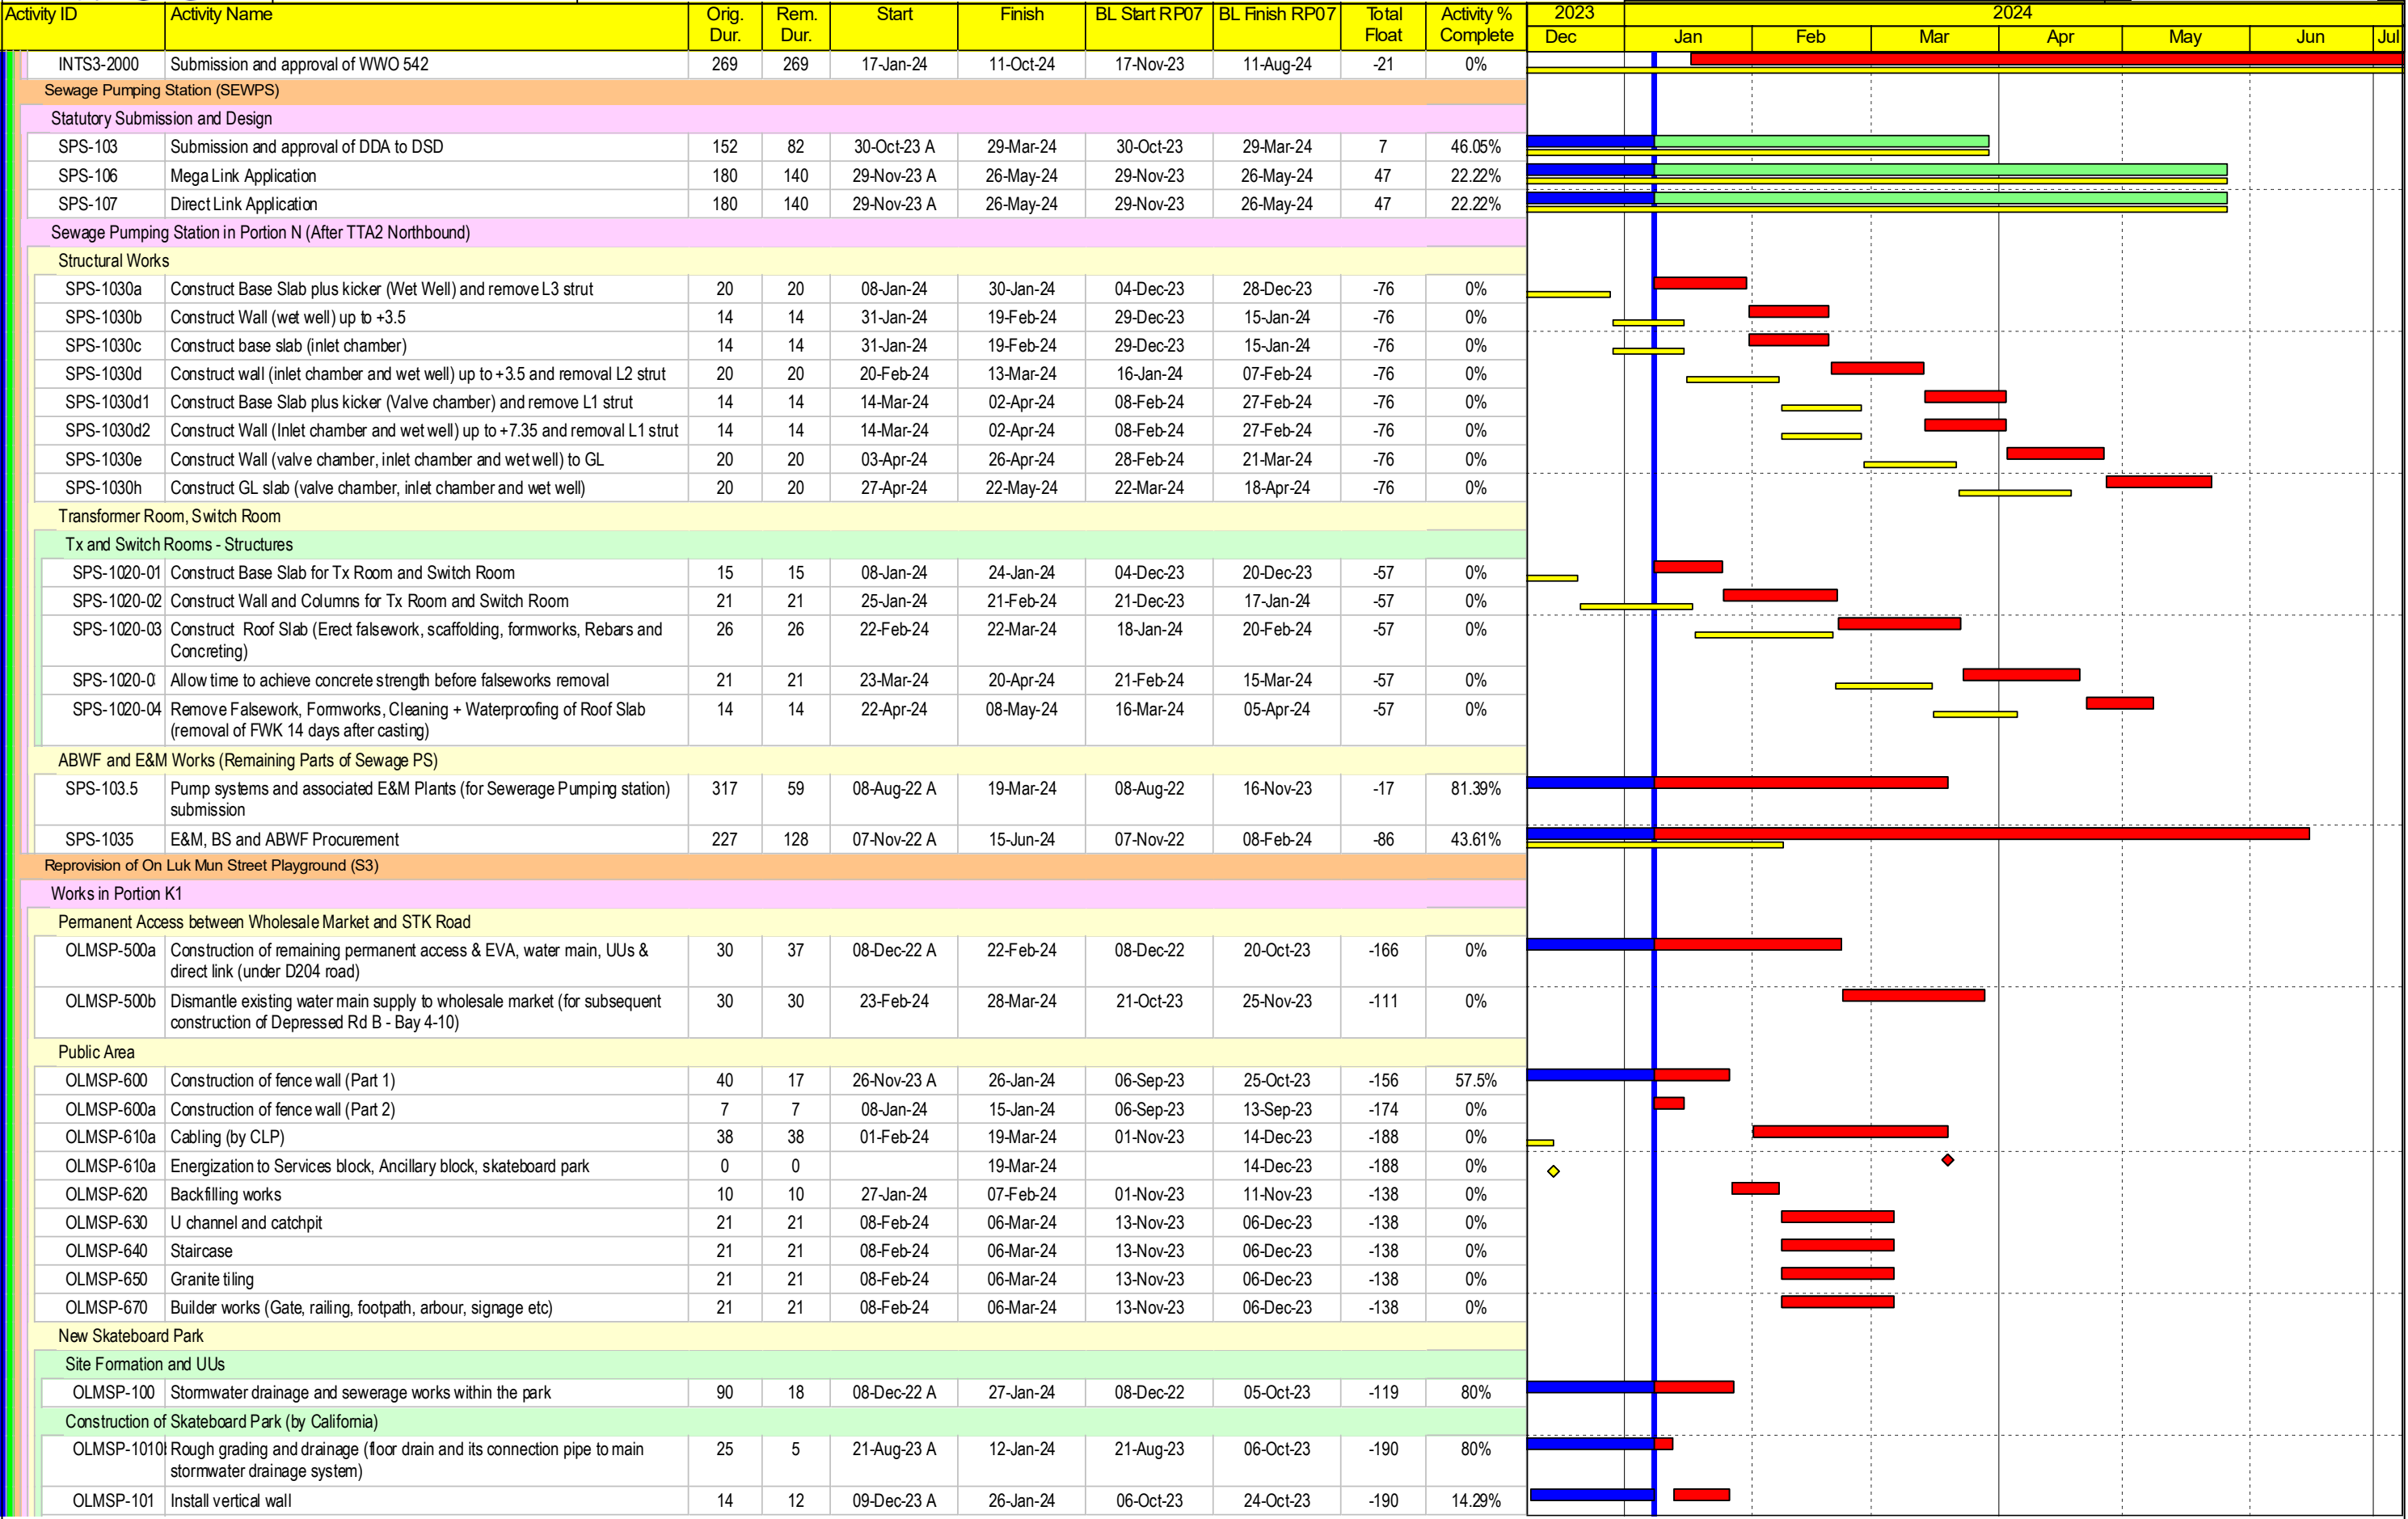 Activity ID Activity Name Orig. Dur. Rem. Dur. Start Finish BL Start RP07 BL Finish RP07 Total Float Activity % Complete 2023 2024
Dec Jan Feb Mar Apr May Jun Jul
INTS3-2000 Submission and approval of WWO 542 269 269 17-Jan-24 11-Oct-24 17-Nov-23 11-Aug-24 -21 0%
Sewage Pumping Station (SEWPS)
Statutory Submission and Design
SPS-103 Submission and approval of DDA to DSD 152 82 30-Oct-23 A 29-Mar-24 30-Oct-23 29-Mar-24 7 46.05%
SPS-106 Mega Link Application 180 140 29-Nov-23 A 26-May-24 29-Nov-23 26-May-24 47 22.22%
SPS-107 Direct Link Application 180 140 29-Nov-23 A 26-May-24 29-Nov-23 26-May-24 47 22.22%
Sewage Pumping Station in Portion N (After TTA2 Northbound)
Structural Works
SPS-1030a Construct Base Slab plus kicker (Wet Well) and remove L3 strut 20 20 08-Jan-24 30-Jan-24 04-Dec-23 28-Dec-23 -76 0%
SPS-1030b Construct Wall (wet well) up to +3.5 14 14 31-Jan-24 19-Feb-24 29-Dec-23 15-Jan-24 -76 0%
SPS-1030c Construct base slab (inlet chamber) 14 14 31-Jan-24 19-Feb-24 29-Dec-23 15-Jan-24 -76 0%
SPS-1030d Construct wall (inlet chamber and wet well) up to +3.5 and removal L2 strut 20 20 20-Feb-24 13-Mar-24 16-Jan-24 07-Feb-24 -76 0%
SPS-1030d1 Construct Base Slab plus kicker (Valve chamber) and remove L1 strut 14 14 14-Mar-24 02-Apr-24 08-Feb-24 27-Feb-24 -76 0%
SPS-1030d2 Construct Wall (Inlet chamber and wet well) up to +7.35 and removal L1 strut 14 14 14-Mar-24 02-Apr-24 08-Feb-24 27-Feb-24 -76 0%
SPS-1030e Construct Wall (valve chamber, inlet chamber and wet well) to GL 20 20 03-Apr-24 26-Apr-24 28-Feb-24 21-Mar-24 -76 0%
SPS-1030h Construct GL slab (valve chamber, inlet chamber and wet well) 20 20 27-Apr-24 22-May-24 22-Mar-24 18-Apr-24 -76 0%
Transformer Room, Switch Room
Tx and Switch Rooms - Structures
SPS-1020-01 Construct Base Slab for Tx Room and Switch Room 15 15 08-Jan-24 24-Jan-24 04-Dec-23 20-Dec-23 -57 0%
SPS-1020-02 Construct Wall and Columns for Tx Room and Switch Room 21 21 25-Jan-24 21-Feb-24 21-Dec-23 17-Jan-24 -57 0%
SPS-1020-03 Construct Roof Slab (Erect falsework, scaffolding, formworks, Rebars and 26 26 22-Feb-24 22-Mar-24 18-Jan-24 20-Feb-24 -57 0%
Concreting)
SPS-1020-0 Allow time to achieve concrete strength before falseworks removal 21 21 23-Mar-24 20-Apr-24 21-Feb-24 15-Mar-24 -57 0%
SPS-1020-04 Remove Falsework, Formworks, Cleaning + Waterproofing of Roof Slab 14 14 22-Apr-24 08-May-24 16-Mar-24 05-Apr-24 -57 0%
(removal of FWK 14 days after casting)
ABWF and E&M Works (Remaining Parts of Sewage PS)
SPS-103.5 Pump systems and associated E&M Plants (for Sewerage Pumping station) 317 59 08-Aug-22 A 19-Mar-24 08-Aug-22 16-Nov-23 -17 81.39%
submission
SPS-1035 E&M, BS and ABWF Procurement 227 128 07-Nov-22 A 15-Jun-24 07-Nov-22 08-Feb-24 -86 43.61%
Reprovision of On Luk Mun Street Playground (S3)
Works in Portion K1
Permanent Access between Wholesale Market and STK Road
OLMSP-500a Construction of remaining permanent access & EVA, water main, UUs & 30 37 08-Dec-22 A 22-Feb-24 08-Dec-22 20-Oct-23 -166 0%
direct link (under D204 road)
OLMSP-500b Dismantle existing water main supply to wholesale market (for subsequent 30 30 23-Feb-24 28-Mar-24 21-Oct-23 25-Nov-23 -111 0%
construction of Depressed Rd B - Bay 4-10)
Public Area
OLMSP-600 Construction of fence wall (Part 1) 40 17 26-Nov-23 A 26-Jan-24 06-Sep-23 25-Oct-23 -156 57.5%
OLMSP-600a Construction of fence wall (Part 2) 7 7 08-Jan-24 15-Jan-24 06-Sep-23 13-Sep-23 -174 0%
OLMSP-610a Cabling (by CLP) 38 38 01-Feb-24 19-Mar-24 01-Nov-23 14-Dec-23 -188 0%
OLMSP-610a Energization to Services block, Ancillary block, skateboard park 0 0 19-Mar-24 14-Dec-23 -188 0%
OLMSP-620 Backfilling works 10 10 27-Jan-24 07-Feb-24 01-Nov-23 11-Nov-23 -138 0%
OLMSP-630 U channel and catchpit 21 21 08-Feb-24 06-Mar-24 13-Nov-23 06-Dec-23 -138 0%
OLMSP-640 Staircase 21 21 08-Feb-24 06-Mar-24 13-Nov-23 06-Dec-23 -138 0%
OLMSP-650 Granite tiling 21 21 08-Feb-24 06-Mar-24 13-Nov-23 06-Dec-23 -138 0%
OLMSP-670 Builder works (Gate, railing, footpath, arbour, signage etc) 21 21 08-Feb-24 06-Mar-24 13-Nov-23 06-Dec-23 -138 0%
New Skateboard Park
Site Formation and UUs
OLMSP-100 Stormwater drainage and sewerage works within the park 90 18 08-Dec-22 A 27-Jan-24 08-Dec-22 05-Oct-23 -119 80%
Construction of Skateboard Park (by California)
OLMSP-1010 Rough grading and drainage (floor drain and its connection pipe to main 25 5 21-Aug-23 A 12-Jan-24 21-Aug-23 06-Oct-23 -190 80%
stormwater drainage system)
OLMSP-101 Install vertical wall 14 12 09-Dec-23 A 26-Jan-24 06-Oct-23 24-Oct-23 -190 14.29%